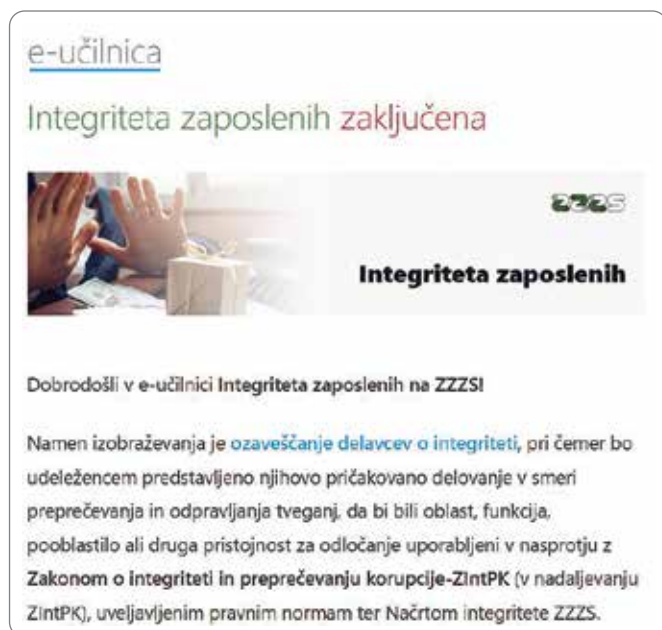 e-učilnica
Integriteta zaposlenih zaključena
ZZZS
Integriteta zaposlenih
Dobrodošli v e-učilnici Integriteta zaposlenih na ZZZS!
Namen izobraževanja je ozaveščanje delavcev o integriteti, pri čemer bo
udeležencem predstavljeno njihovo pričakovano delovanje v smeri
preprečevanja in odpravljanja tveganj, da bi bili oblast, funkcija,
pooblastilo ali druga pristojnost za odločanje uporabljeni v nasprotju z
Zakonom o integriteti in preprečevanju korupcije-ZIntPK (v nadaljevanju
ZIntPK), uveljavljenim pravnim normam ter Načrtom integritete ZZZS.